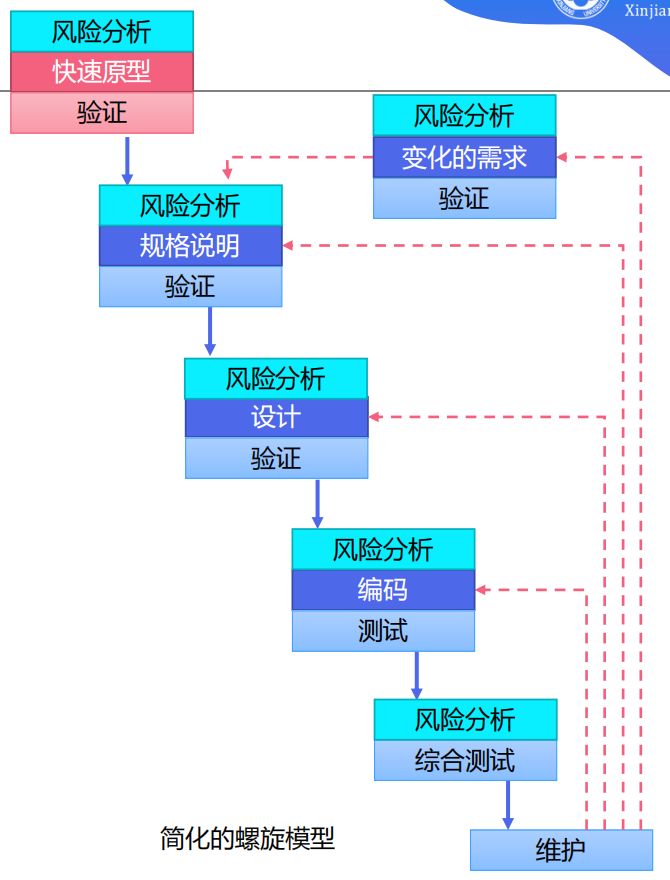 风险分析
快速原型
验证
风险分析
变化的需求
验证
风险分析
规格说明
验证
风险分析
设计
验证
风险分析
编码
测试
风险分析
综合测试
维护
简化的螺旋模型